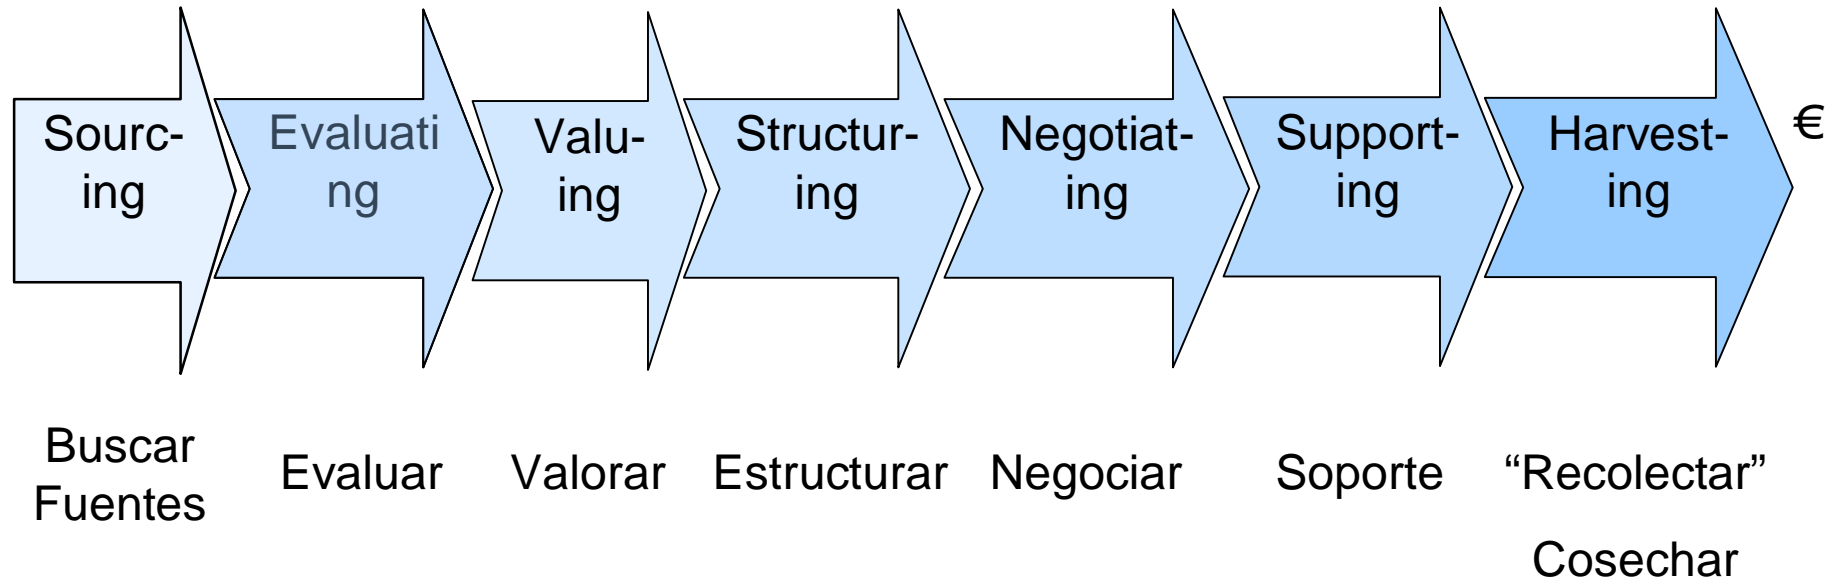 Sourc-
ing
Evaluati
ng
Valu-
ing
Structur-
ing
Negotiat-
ing
Support-
ing
Harvest-
ing
€
Buscar
Fuentes
Evaluar
Valorar
Estructurar
Negociar
Soporte
“Recolectar”
Cosechar